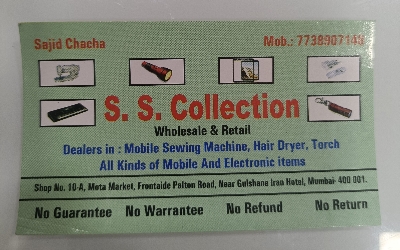 Sajid Chacha Mob.: 7738907140
S. S. Collection
Wholesale & Retail
Dealers in : Mobile Sewing Machine, Hair Dryer, Torch
All Kinds of Mobile And Electronic items
Shop No. 10-A, Meta Market, Frontside Palton Road, Near Gulshane Iran Hotel, Mumbai- 400 001.
No Guarantee No Warrantee No Refund No Return